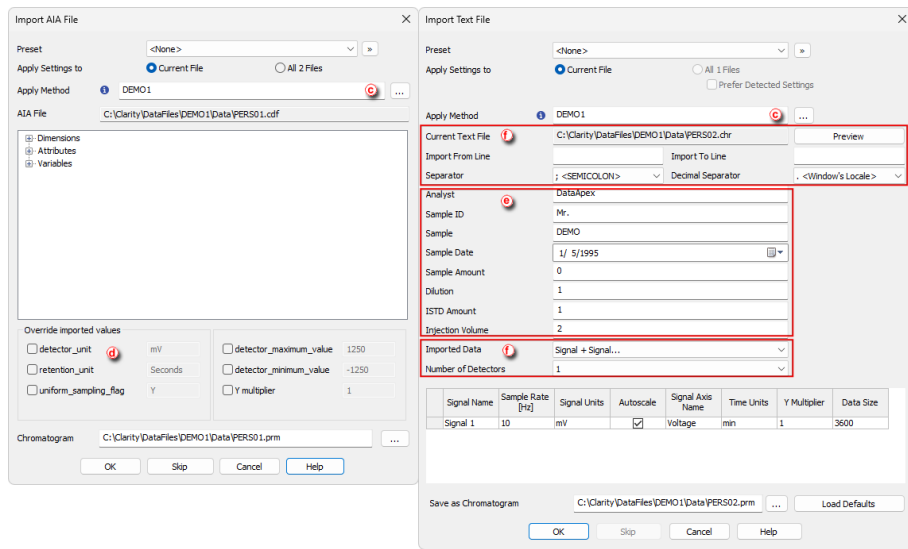 Import AIA File
Preset <None> »
Apply Settings to Current File All 2 Files
Apply Method DEMO1 c ...
AIA File C:\Clarity\DataFiles\DEMO1\Data\PERS01.cdf
Dimensions
Attributes
Variables
Override imported values
detector_unit mV detector_maximum_value 1250
d
retention_unit Seconds detector_minimum_value -1250
uniform_sampling_flag Y Y multiplier 1
Chromatogram C:\Clarity\DataFiles\DEMO1\Data\PERS01.prm ...
OK Skip Cancel Help
Import Text File
Preset <None> »
Apply Settings to Current File All 1 Files
Prefer Detected Settings
Apply Method DEMO1 c ...
Current Text File f C:\Clarity\DataFiles\DEMO1\Data\PERS02.chr Preview
Import From Line Import To Line
Separator ; <SEMICOLON> Decimal Separator . <Window's Locale>
Analyst DataApex
e
Sample ID Mr.
Sample DEMO
Sample Date 1/ 5/1995
Sample Amount 0
Dilution 1
ISTD Amount 1
Injection Volume 2
Imported Data f Signal + Signal...
Number of Detectors 1
Signal Name Sample Rate [Hz] Signal Units Autoscale Signal Axis Name Time Units Y Multiplier Data Size
Signal 1 10 mV Voltage min 1 3600
Save as Chromatogram C:\Clarity\DataFiles\DEMO1\Data\PERS02.prm ... Load Defaults
OK Skip Cancel Help